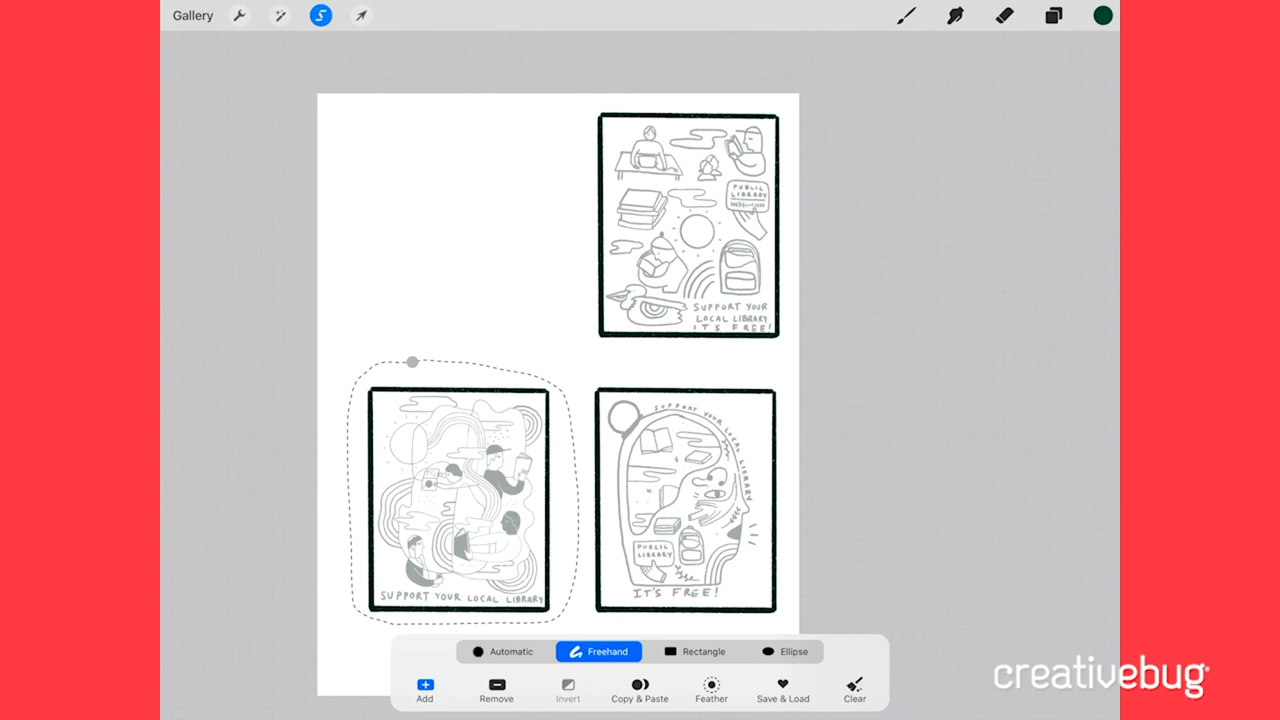 Gallery
PUBLIC
LIBRARY
SUPPORT YOUR
LOCAL LIBRARY
IT'S FREE!
SUPPORT YOUR LOCAL LIBRARY
PUBLIC
LIBRARY
IT'S FREE!
SUPPORT YOUR LOCAL LIBRARY
Automatic
Freehand
Rectangle
Ellipse
Add
Remove
Invert
Copy & Paste
Feather
Save & Load
Clear
creativebug